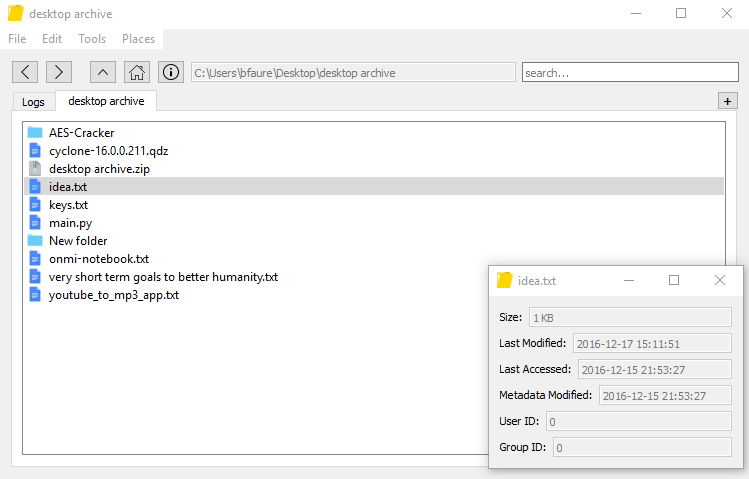 desktop archive
File Edit Tools Places
C:\Users\bfaure\Desktop\desktop archive search...
Logs desktop archive +
AES-Cracker
cyclone-16.0.0.211.qdz
desktop archive.zip
idea.txt
keys.txt
main.py
New folder
onmi-notebook.txt
very short term goals to better humanity.txt
youtube_to_mp3_app.txt
idea.txt
Size: 1 KB
Last Modified: 2016-12-17 15:11:51
Last Accessed: 2016-12-15 21:53:27
Metadata Modified: 2016-12-15 21:53:27
User ID: 0
Group ID: 0